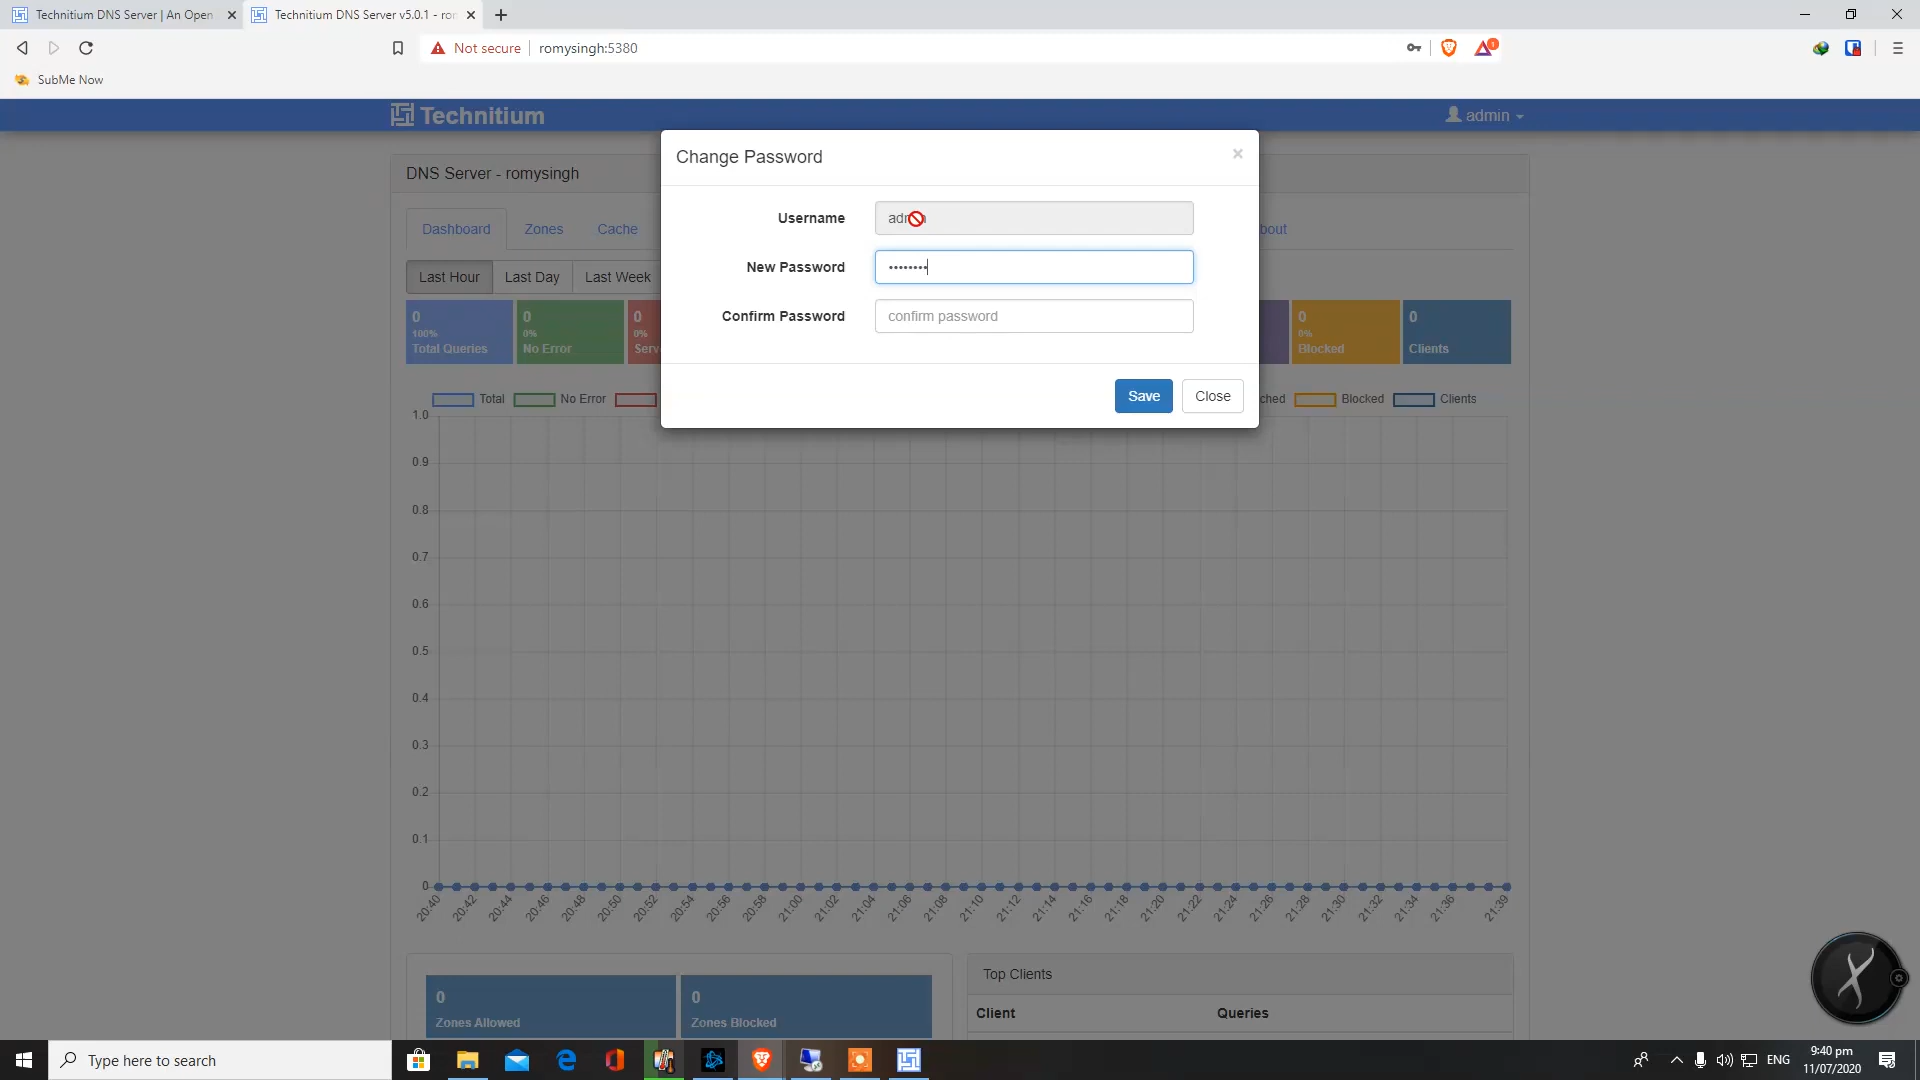 Technitium DNS Server | An Open
Technitium DNS Server v5.0.1 - ron
Not secure
romysingh:5380
1
SubMe Now
Technitium
admin
Change Password
×
DNS Server - romysingh
Username
New Password
••••••••
Confirm Password
confirm password
Save
Close
Dashboard
Zones
Cache
bout
Last Hour
Last Day
Last Week
0
100%
Total Queries
0
0%
No Error
0
0%
Serv
0
0%
Blocked
0
Clients
Total
No Error
ched
Blocked
Clients
1.0
0.9
0.8
0.7
0.6
0.5
0.4
0.3
0.2
0.1
0
20:40
20:42
20:44
20:46
20:48
20:50
20:52
20:54
20:56
20:58
21:00
21:02
21:04
21:06
21:08
21:10
21:12
21:14
21:16
21:18
21:20
21:22
21:24
21:26
21:28
21:30
21:32
21:34
21:36
21:39
0
Zones Allowed
0
Zones Blocked
Top Clients
Client
Queries
Type here to search
ENG
9:40 pm
11/07/2020